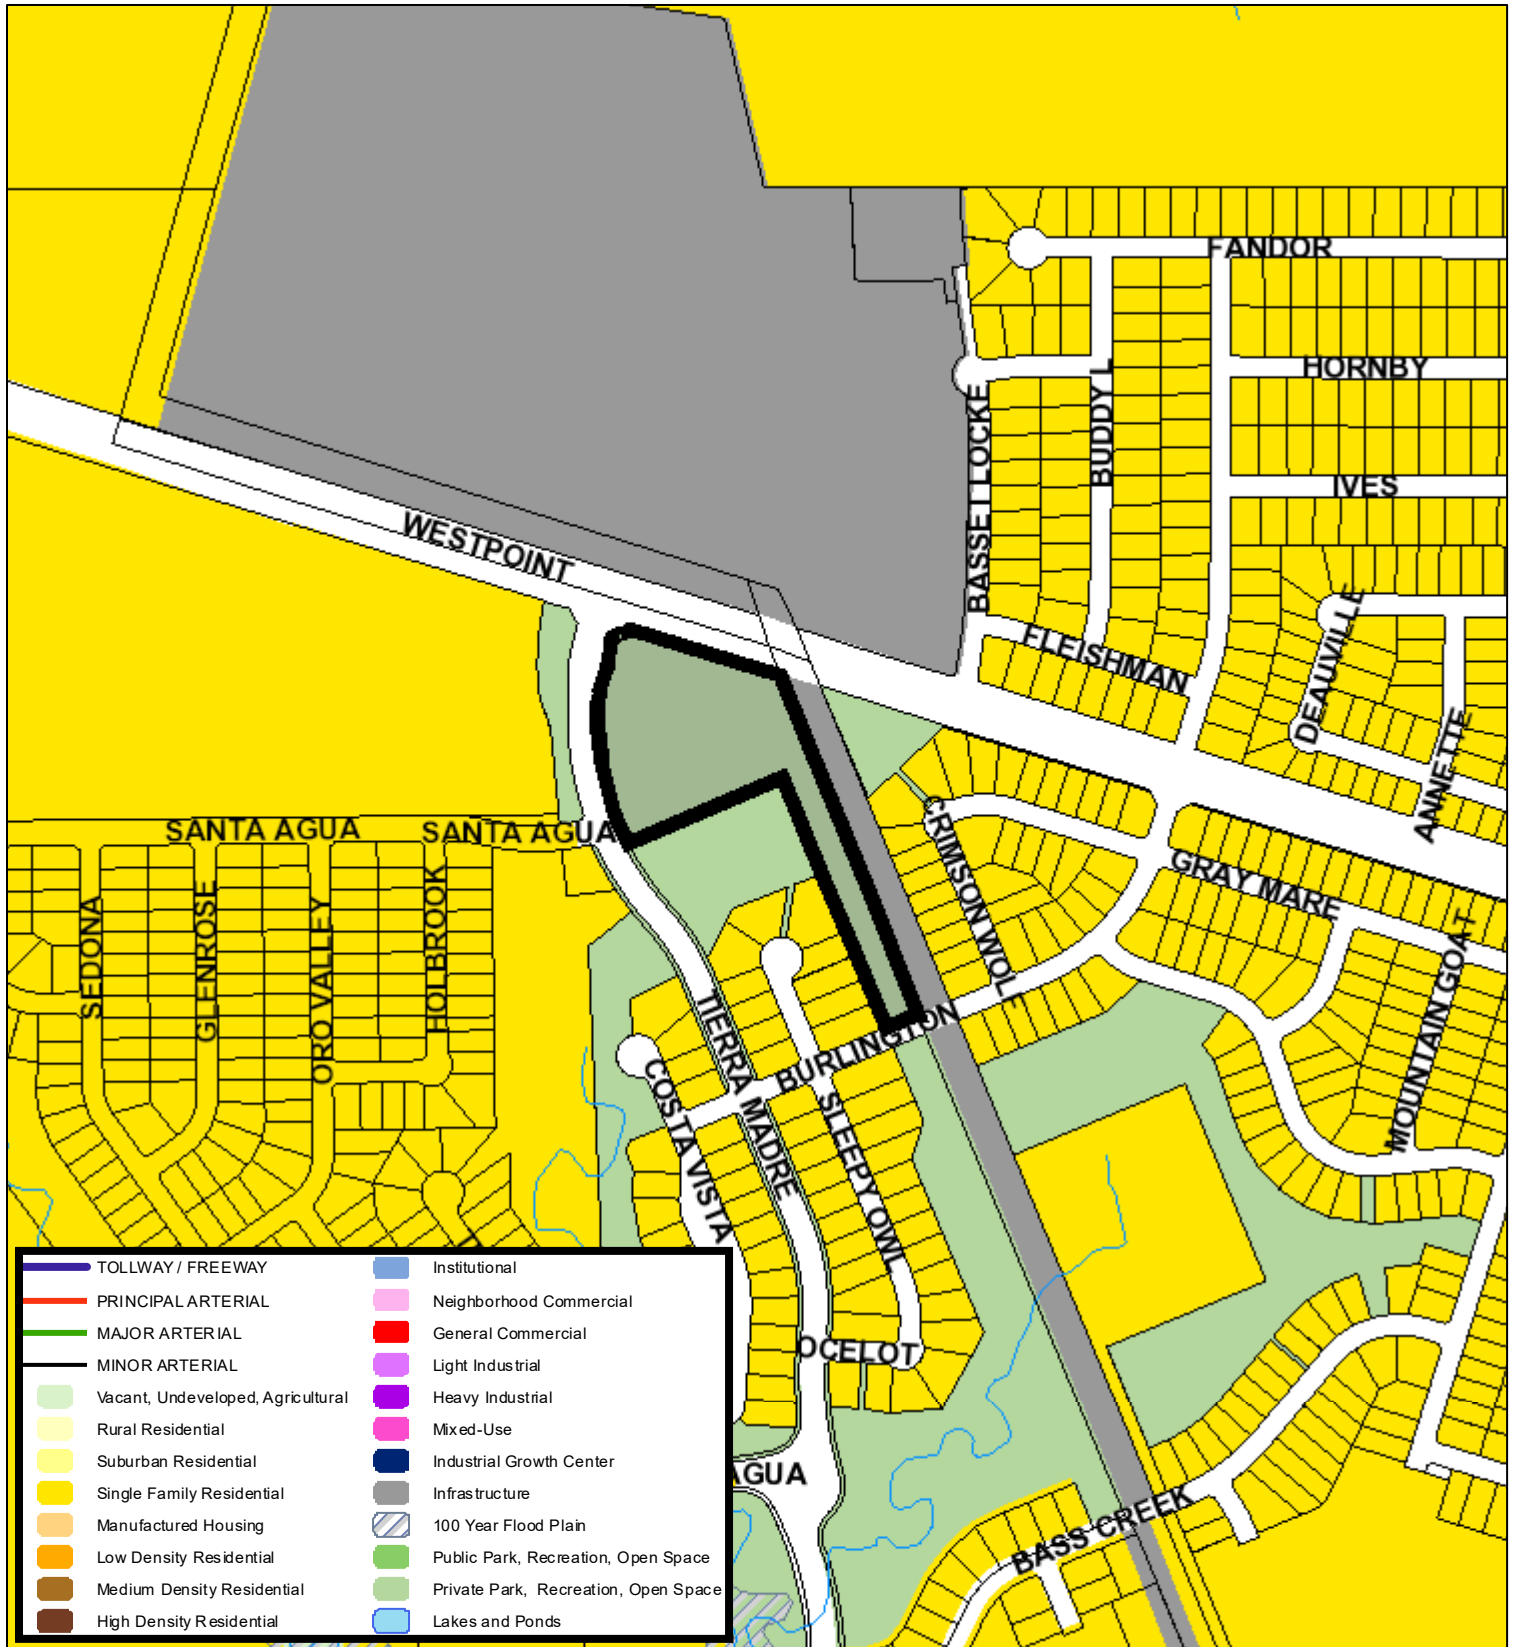 FANDOR
HORNBY
BASSET LOCKE
BUDDY L
IVES
WESTPOINT
FLEISHMAN
DEAUVILLE
ANNETTE
SANTA AGUA
SANTA AGUA
CRIMSON WOLF
GRAY MARE
SEDONA
GLENROSE
ORO VALLEY
HOLBROOK
MOUNTAIN GOAT
TIERRA MADRE
BURLINGTON
COSTA VISTA
SLEEPY OWL
OCELOT
AGUA
BASS CREEK
TOLLWAY / FREEWAY
PRINCIPAL ARTERIAL
MAJOR ARTERIAL
MINOR ARTERIAL
Vacant, Undeveloped, Agricultural
Rural Residential
Suburban Residential
Single Family Residential
Manufactured Housing
Low Density Residential
Medium Density Residential
High Density Residential
Institutional
Neighborhood Commercial
General Commercial
Light Industrial
Heavy Industrial
Mixed-Use
Industrial Growth Center
Infrastructure
100 Year Flood Plain
Public Park, Recreation, Open Space
Private Park, Recreation, Open Space
Lakes and Ponds